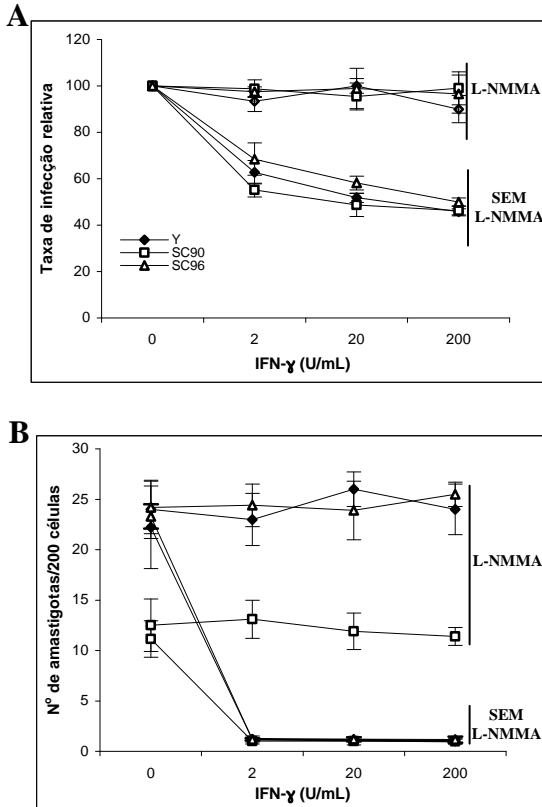 A
120
100
80
60
40
20
0
Taxa de infecção relativa
L-NMMA
SEM
L-NMMA
Y
SC90
SC96
0 2 20 200
IFN-ɣ (U/mL)
B
30
25
20
15
10
5
0
Nº de amastigotas/200 células
L-NMMA
SEM
L-NMMA
0 2 20 200
IFN-ɣ (U/mL)